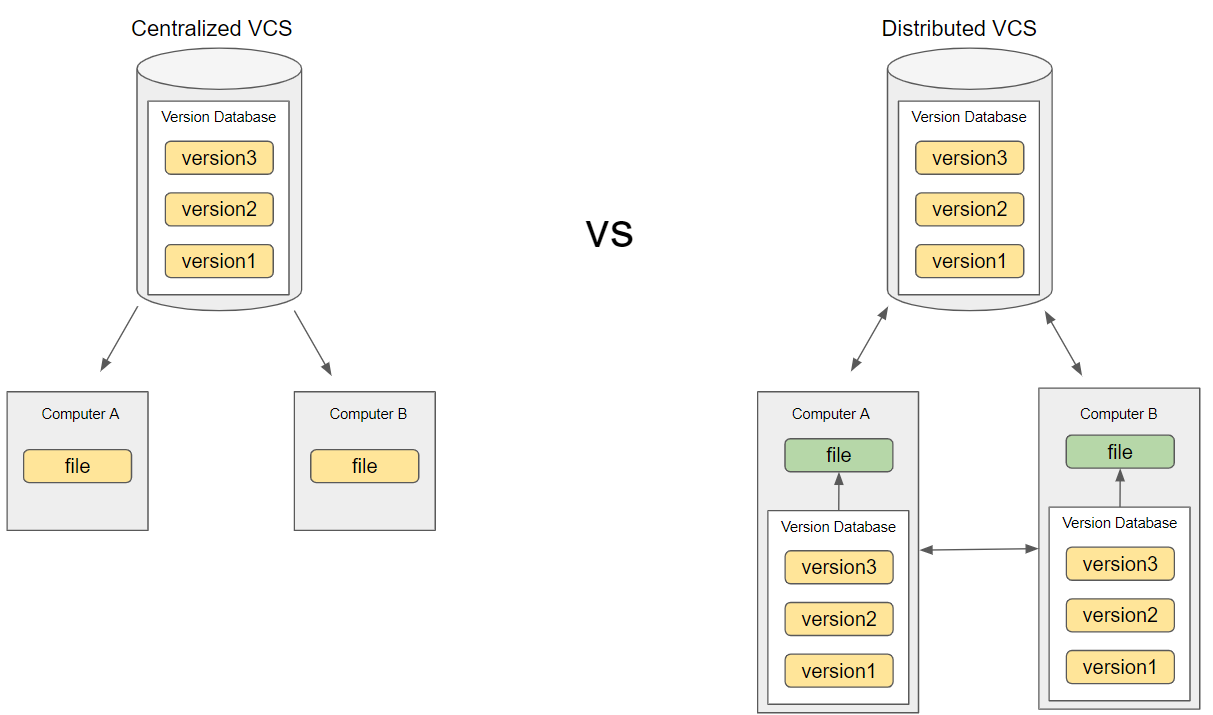 Centralized VCS
Version Database
version3
version2
version1
Computer A
file
Computer B
file
vs
Distributed VCS
Version Database
version3
version2
version1
Computer A
file
Version Database
version3
version2
version1
Computer B
file
Version Database
version3
version2
version1